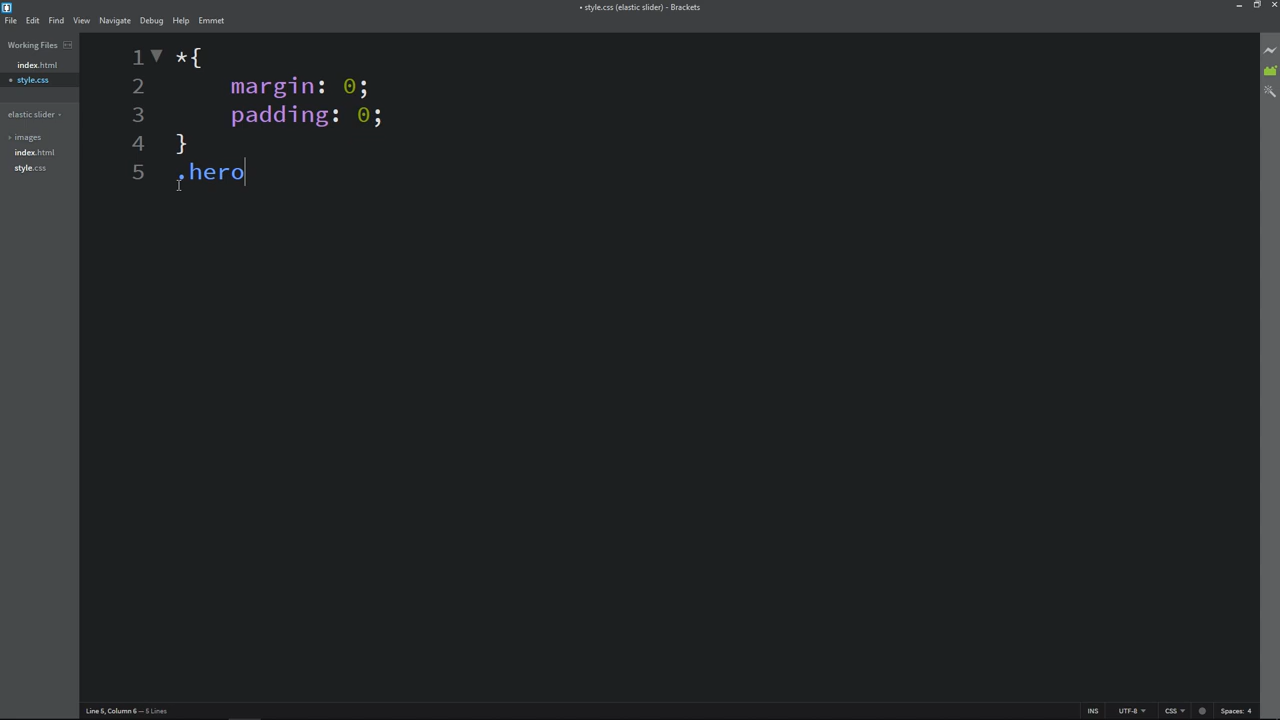 • style.css (elastic slider) - Brackets
File Edit Find View Navigate Debug Help Emmet
Working Files
index.html
style.css
elastic slider
images
index.html
style.css
1 *{
2 margin: 0;
3 padding: 0;
4 }
5 .hero
Line 5, Column 6 — 5 Lines
INS UTF-8 CSS Spaces: 4